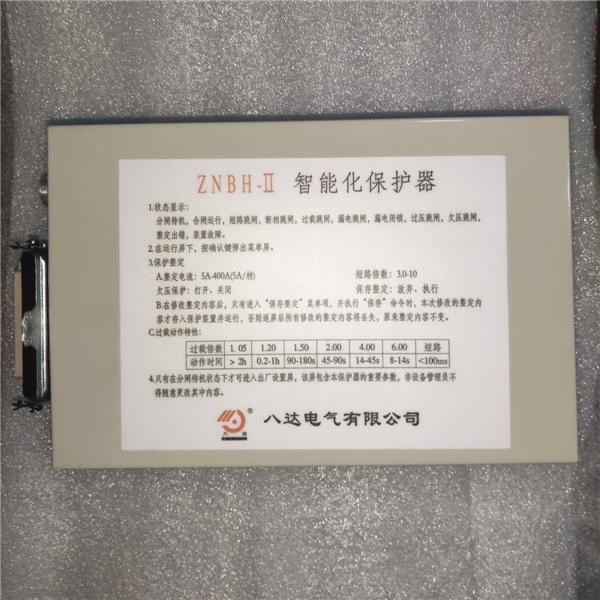 ZNBH-Ⅱ 智能化保护器
1.状态显示:
分闸待机，合闸运行，短路跳闸，断相跳闸，过载跳闸，漏电跳闸，漏电闭锁，过压跳闸，欠压跳闸，
整定出错，装置故障。
2.在运行屏下，按确认键弹出菜单屏。
3.保护整定
A.整定电流: 5A-400A(5A/档) 短路倍数: 3.0-10
欠压保护: 打开、关闭 保存整定: 放弃、执行
B.在修改整定内容后，只有进入“保存整定”菜单项，并执行“保存”命令时，本次修改的整定内
容才存入保护装置并运行，否则退屏后所有修改的整定内容将丢失，原来整定内容不变。
C.过载动作特性:
过载倍数 1.05 1.20 1.50 2.00 4.00 6.00 短路
动作时间 >2h 0.2-1h 90-180s 45-90s 14-45s 8-14s <100ms
4.只有在分闸待机状态下才可进入出厂设置屏，该屏包含本保护器的重要参数，非设备管理员不
得随意更改其中内容。
八达 ® 八达电气有限公司